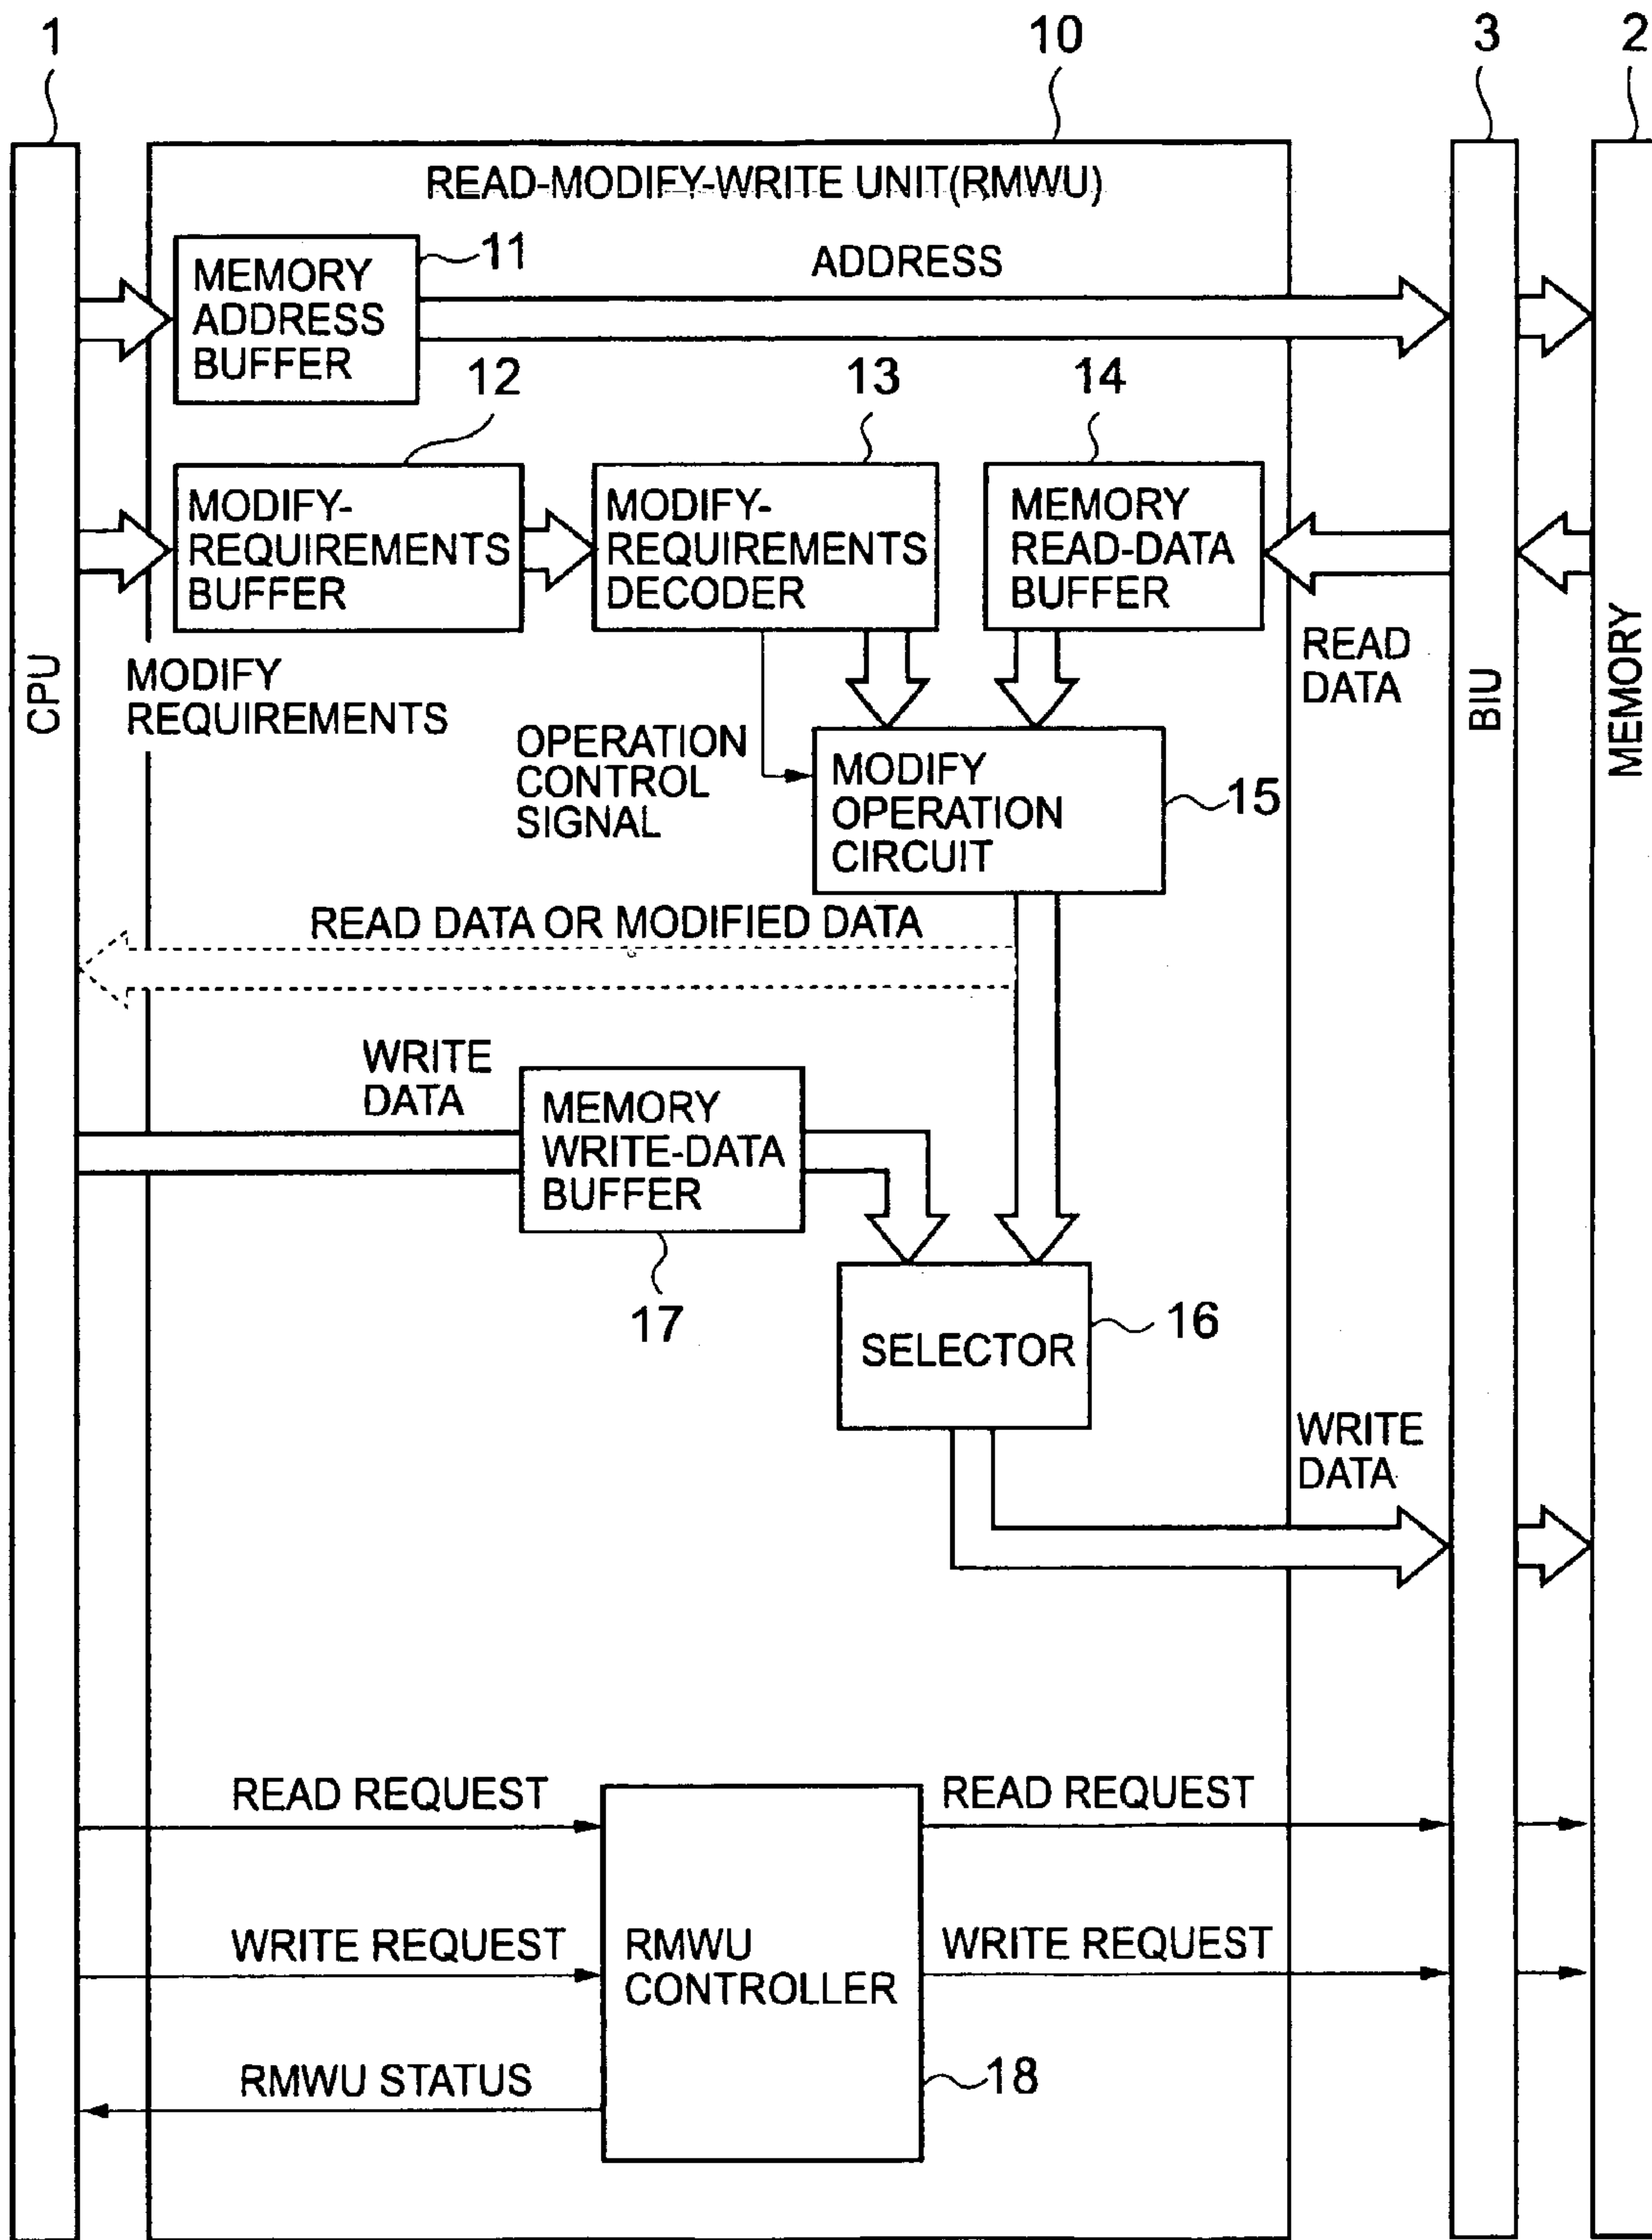 1
10
3
2
READ-MODIFY-WRITE UNIT(RMWU)
MEMORY
ADDRESS
BUFFER
11
ADDRESS
12
13
14
MODIFY-
REQUIREMENTS
BUFFER
MODIFY-
REQUIREMENTS
DECODER
MEMORY
READ-DATA
BUFFER
CPU
MODIFY
REQUIREMENTS
READ
DATA
BIU
MEMORY
OPERATION
CONTROL
SIGNAL
MODIFY
OPERATION
CIRCUIT
15
READ DATA OR MODIFIED DATA
WRITE
DATA
MEMORY
WRITE-DATA
BUFFER
17
SELECTOR
16
WRITE
DATA
READ REQUEST
READ REQUEST
WRITE REQUEST
RMWU
CONTROLLER
WRITE REQUEST
RMWU STATUS
18